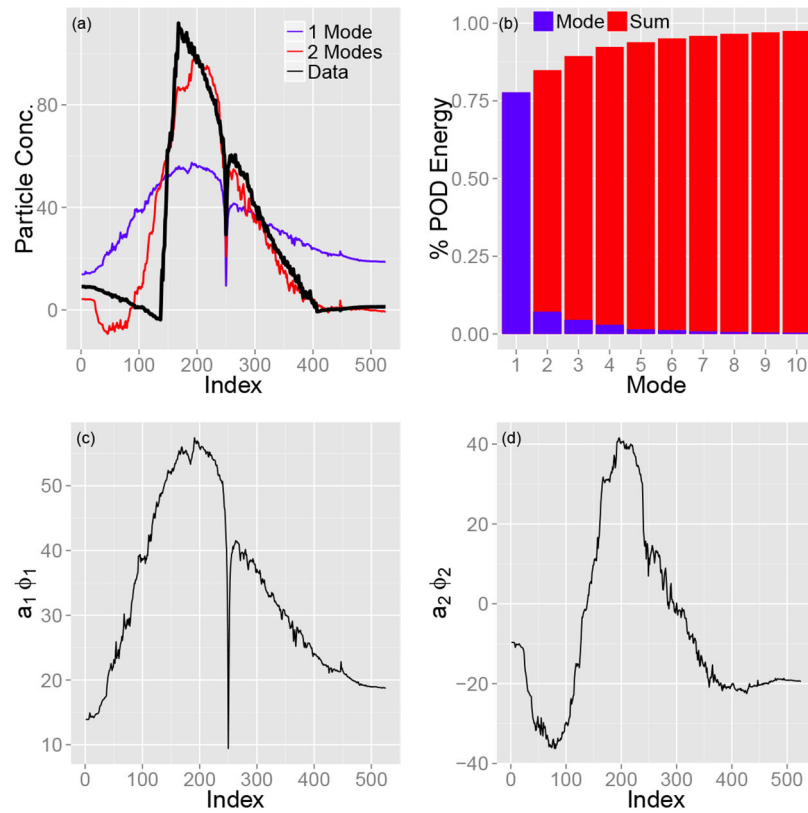 (a)
1 Mode
2 Modes
Data
Particle Conc.
80
40
0
0 100 200 300 400 500
Index
(b)
Mode Sum
% POD Energy
1.00
0.75
0.50
0.25
0.00
1 2 3 4 5 6 7 8 9 10
Mode
(c)
a₁ ϕ₁
50
40
30
20
10
0 100 200 300 400 500
Index
(d)
a₂ ϕ₂
40
20
0
−20
−40
0 100 200 300 400 500
Index